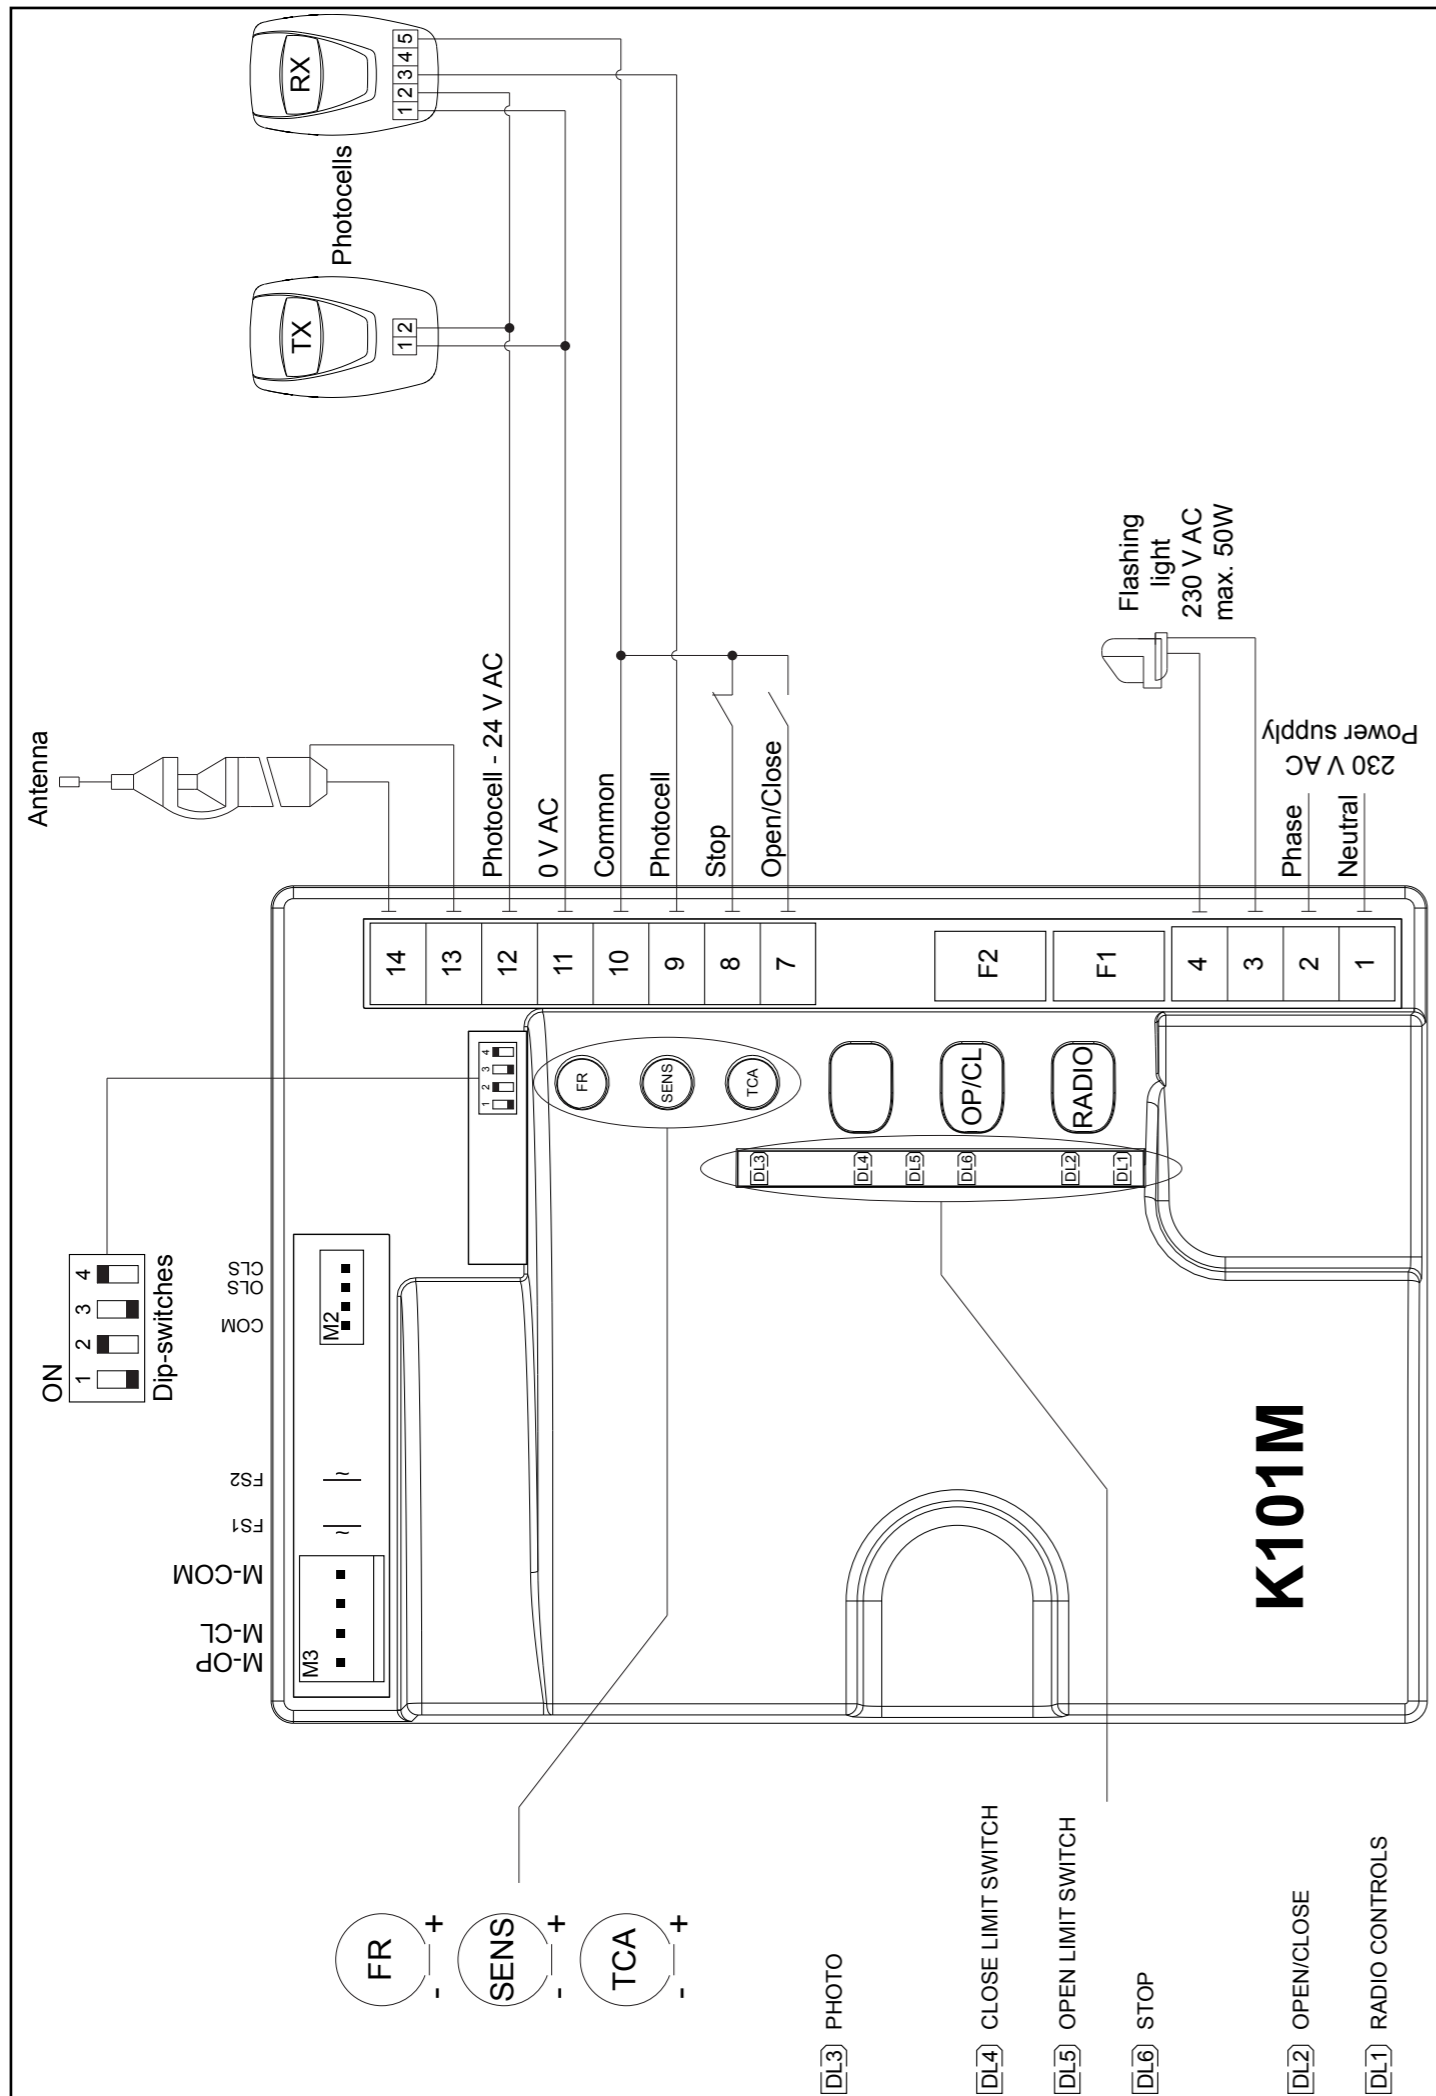 Antenna
Photocells
TX
1 2
RX
1 2 3 4 5
ON
1 2 3 4
Dip-switches
M-OP
M-CL
M-COM
FS1
FS2
COM
OLS
CLS
M3
~
~
M2
1 2 3 4
14
13
12
11
10
9
8
7
F2
F1
4
3
2
1
Photocell - 24 V AC
0 V AC
Common
Photocell
Stop
Open/Close
Flashing
light
230 V AC
max. 50W
Phase
Neutral
230 V AC
Power supply
FR
SENS
TCA
OP/CL
RADIO
DL3
DL4
DL5
DL6
DL2
DL1
K101M
FR
- +
SENS
- +
TCA
- +
DL3 PHOTO
DL4 CLOSE LIMIT SWITCH
DL5 OPEN LIMIT SWITCH
DL6 STOP
DL2 OPEN/CLOSE
DL1 RADIO CONTROLS